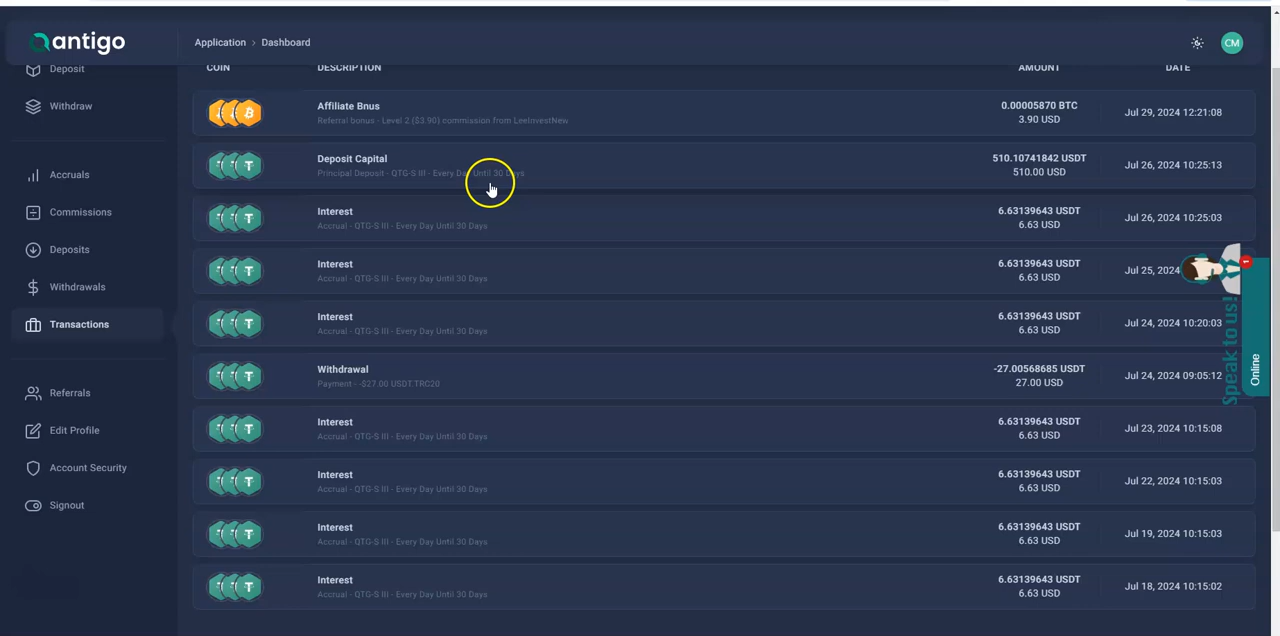 antigo
Application > Dashboard
CM
Deposit
Withdraw
Accruals
Commissions
Deposits
Withdrawals
Transactions
Referrals
Edit Profile
Account Security
Signout
COIN DESCRIPTION AMOUNT DATE
Affiliate Bnus 0.00005870 BTC
Referral bonus - Level 2 ($3.90) commission from LeeInvestNew 3.90 USD Jul 29, 2024 12:21:08
Deposit Capital 510.10741842 USDT
Principal Deposit - QTG-S III - Every Day Until 30 Days 510.00 USD Jul 26, 2024 10:25:13
Interest 6.63139643 USDT
Accrual - QTG-S III - Every Day Until 30 Days 6.63 USD Jul 26, 2024 10:25:03
Interest 6.63139643 USDT
Accrual - QTG-S III - Every Day Until 30 Days 6.63 USD Jul 25, 2024
Interest 6.63139643 USDT
Accrual - QTG-S III - Every Day Until 30 Days 6.63 USD Jul 24, 2024 10:20:03
Withdrawal -27.00568685 USDT
Payment - -$27.00 USDT.TRC20 27.00 USD Jul 24, 2024 09:05:12
Interest 6.63139643 USDT
Accrual - QTG-S III - Every Day Until 30 Days 6.63 USD Jul 23, 2024 10:15:08
Interest 6.63139643 USDT
Accrual - QTG-S III - Every Day Until 30 Days 6.63 USD Jul 22, 2024 10:15:03
Interest 6.63139643 USDT
Accrual - QTG-S III - Every Day Until 30 Days 6.63 USD Jul 19, 2024 10:15:03
Interest 6.63139643 USDT
Accrual - QTG-S III - Every Day Until 30 Days 6.63 USD Jul 18, 2024 10:15:02
1
Speak to us!
Online